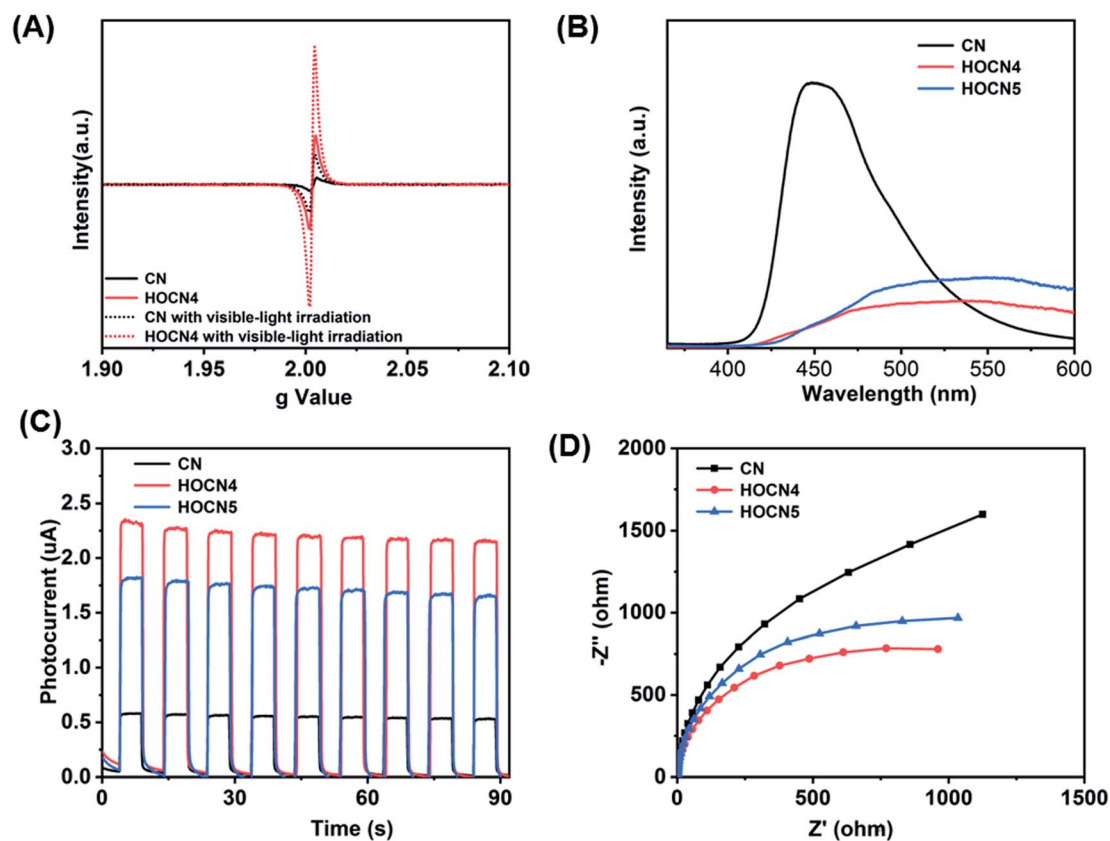 (A)
Intensity(a.u.)
CN
HOCN4
CN with visible-light irradiation
HOCN4 with visible-light irradiation
1.90 1.95 2.00 2.05 2.10
g Value
(B)
Intensity (a.u.)
CN
HOCN4
HOCN5
400 450 500 550 600
Wavelength (nm)
(C)
Photocurrent (uA)
3.0
2.5
2.0
1.5
1.0
0.5
0.0
CN
HOCN4
HOCN5
0 30 60 90
Time (s)
(D)
-Z" (ohm)
2000
1500
1000
500
0
CN
HOCN4
HOCN5
0 500 1000 1500
Z' (ohm)